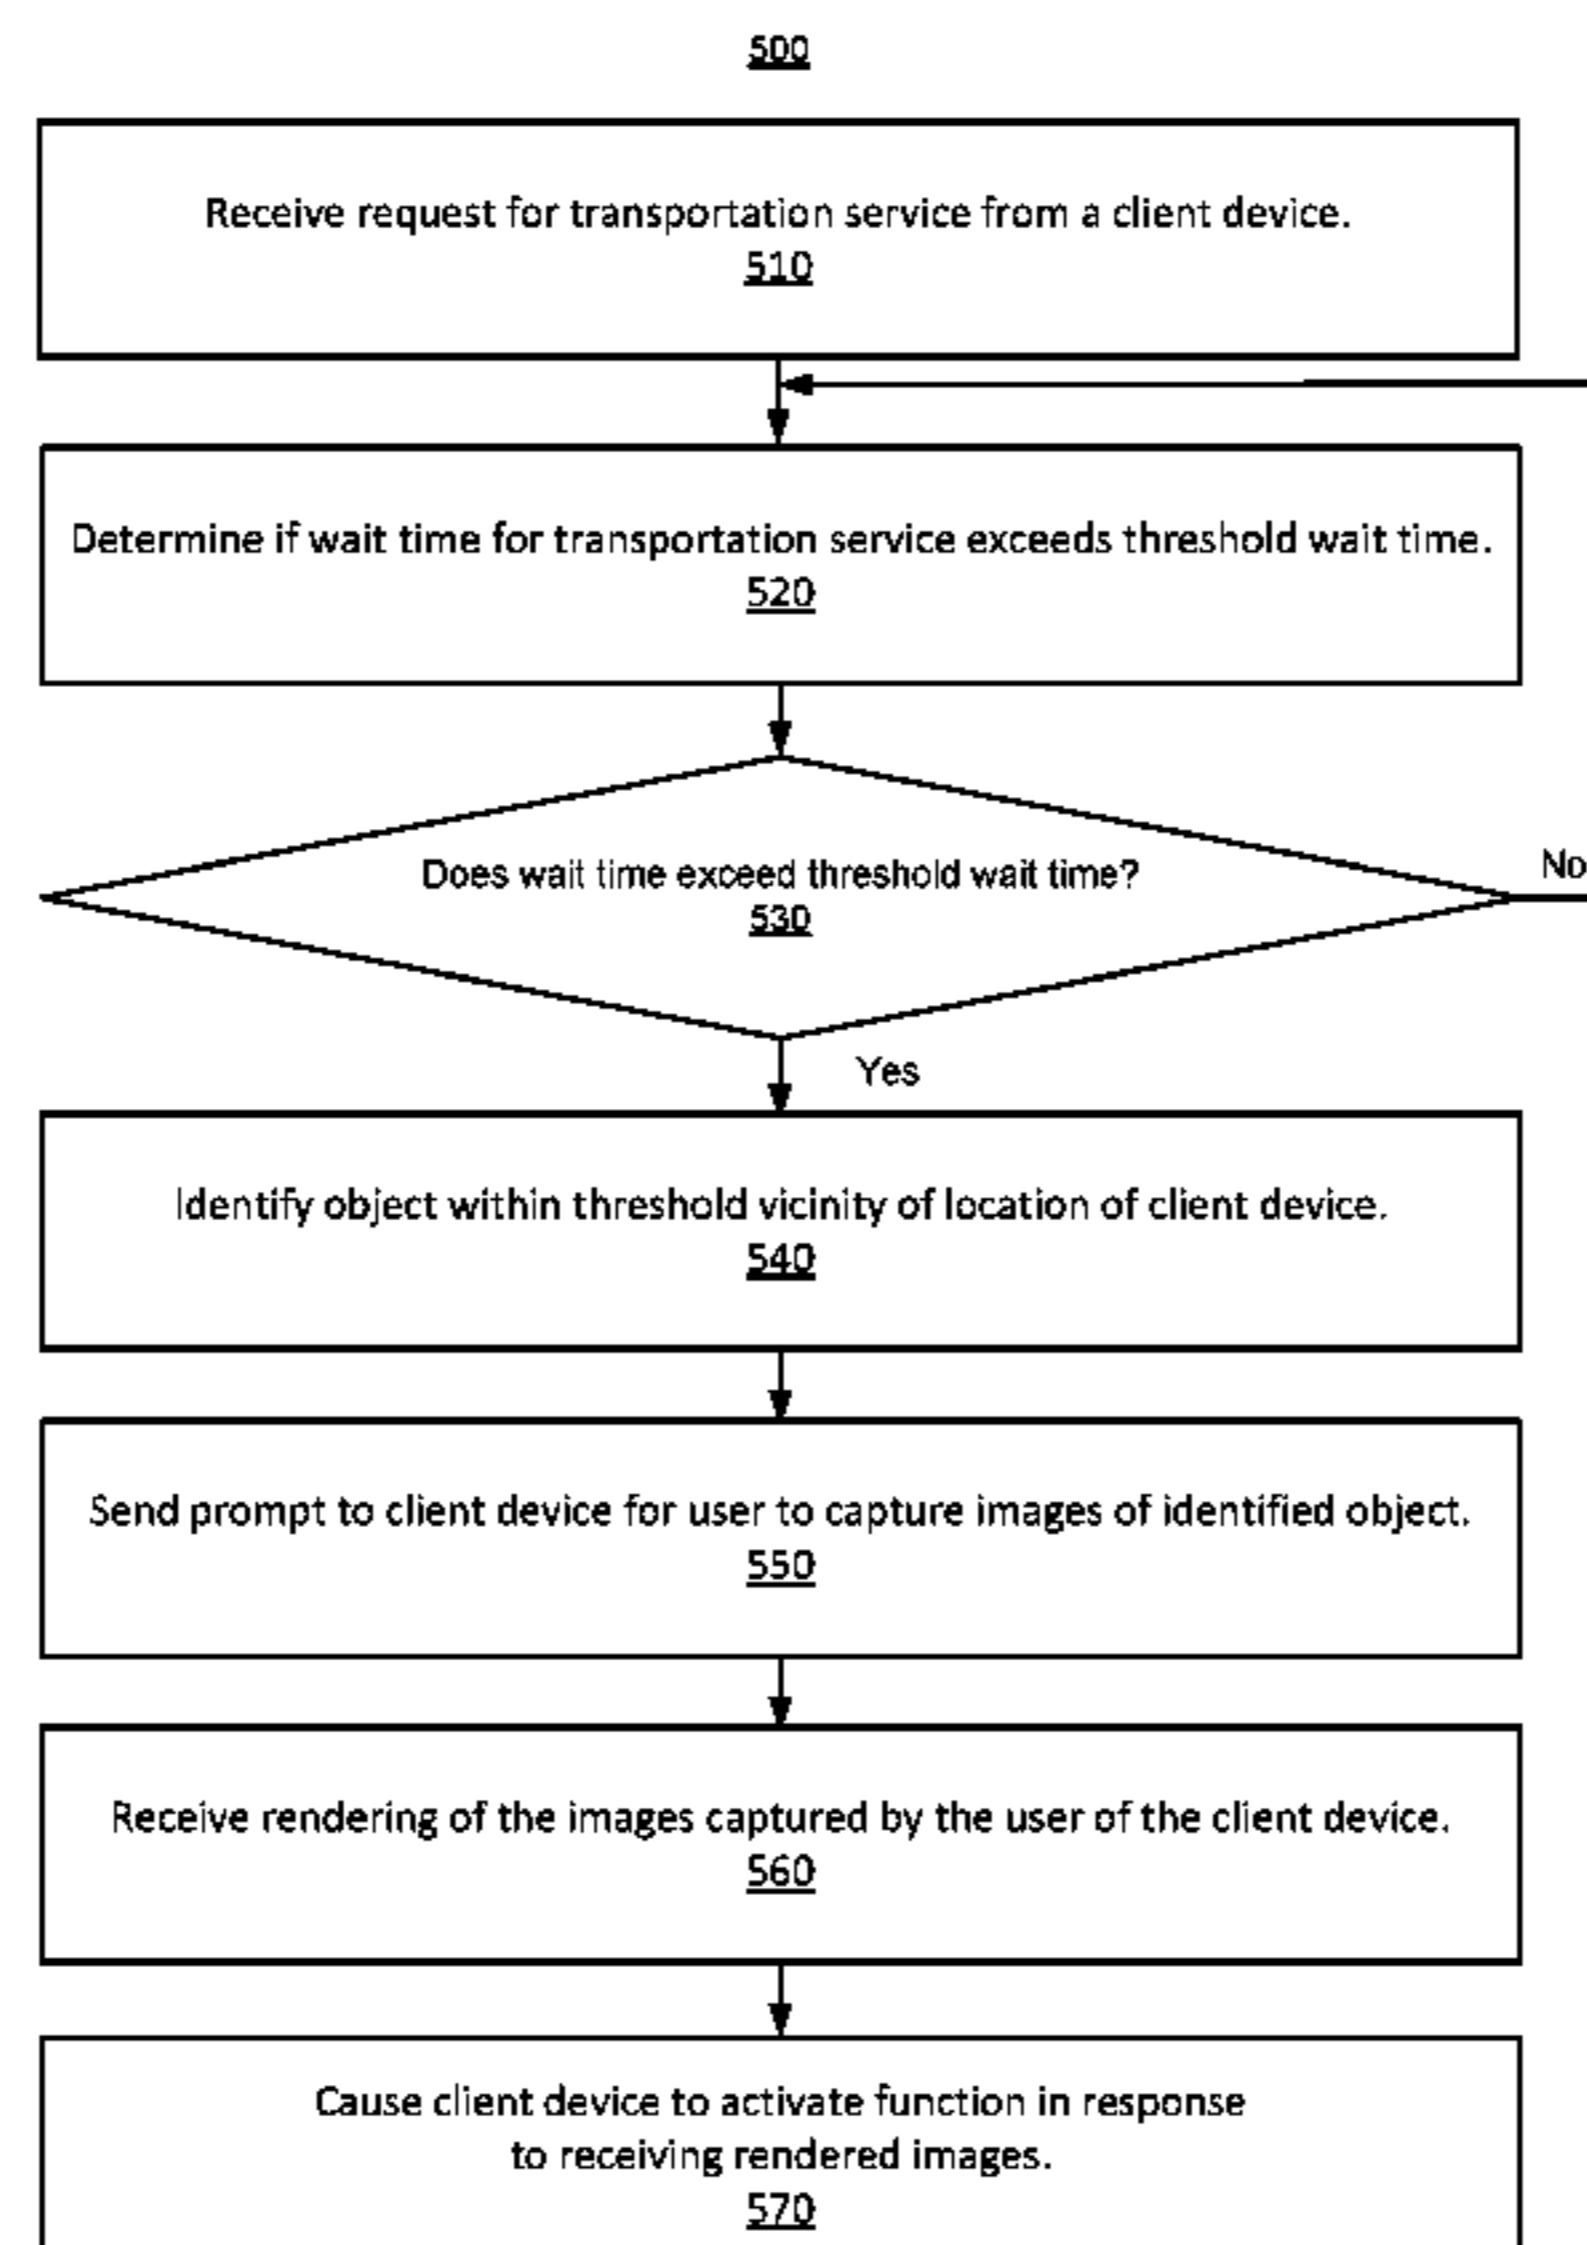 500
Receive request for transportation service from a client device.
510
Determine if wait time for transportation service exceeds threshold wait time.
520
Does wait time exceed threshold wait time?
530
No
Yes
Identify object within threshold vicinity of location of client device.
540
Send prompt to client device for user to capture images of identified object.
550
Receive rendering of the images captured by the user of the client device.
560
Cause client device to activate function in response
to receiving rendered images.
570